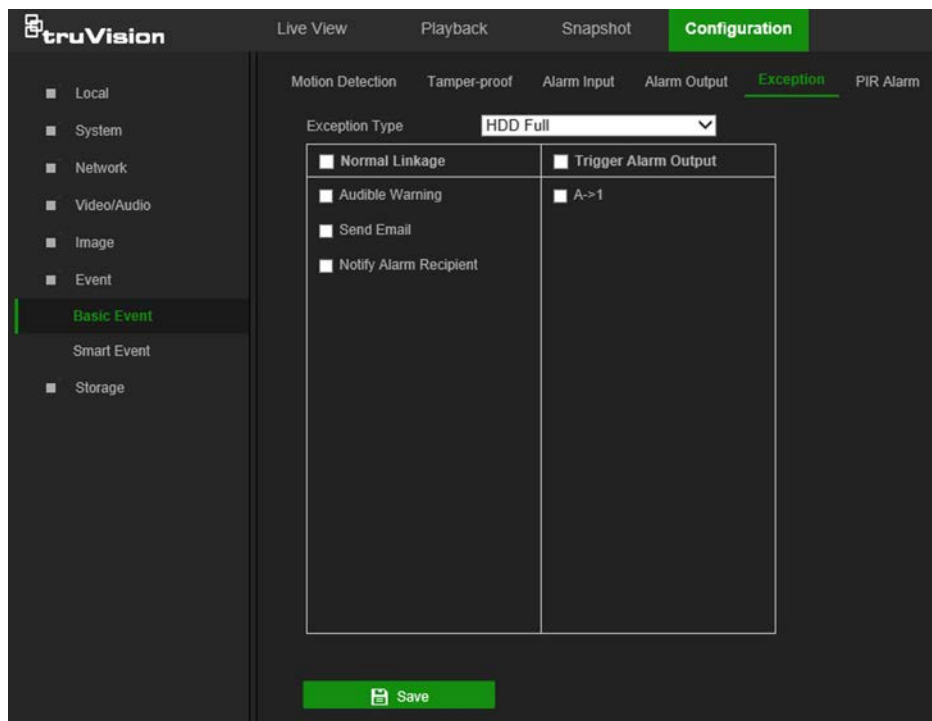 truVision
Live View Playback Snapshot Configuration
Motion Detection Tamper-proof Alarm Input Alarm Output Exception PIR Alarm
Local
System
Network
Video/Audio
Image
Event
Basic Event
Smart Event
Storage
Exception Type HDD Full
Normal Linkage Trigger Alarm Output
Audible Warning A->1
Send Email
Notify Alarm Recipient
Save